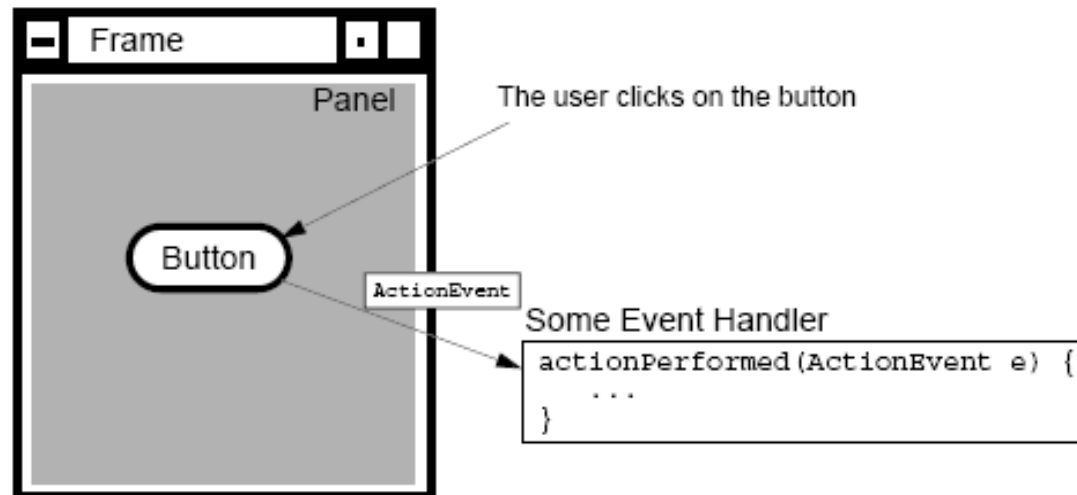 Frame
Panel
The user clicks on the button
Button
ActionEvent
Some Event Handler
actionPerformed(ActionEvent e) {
...
}